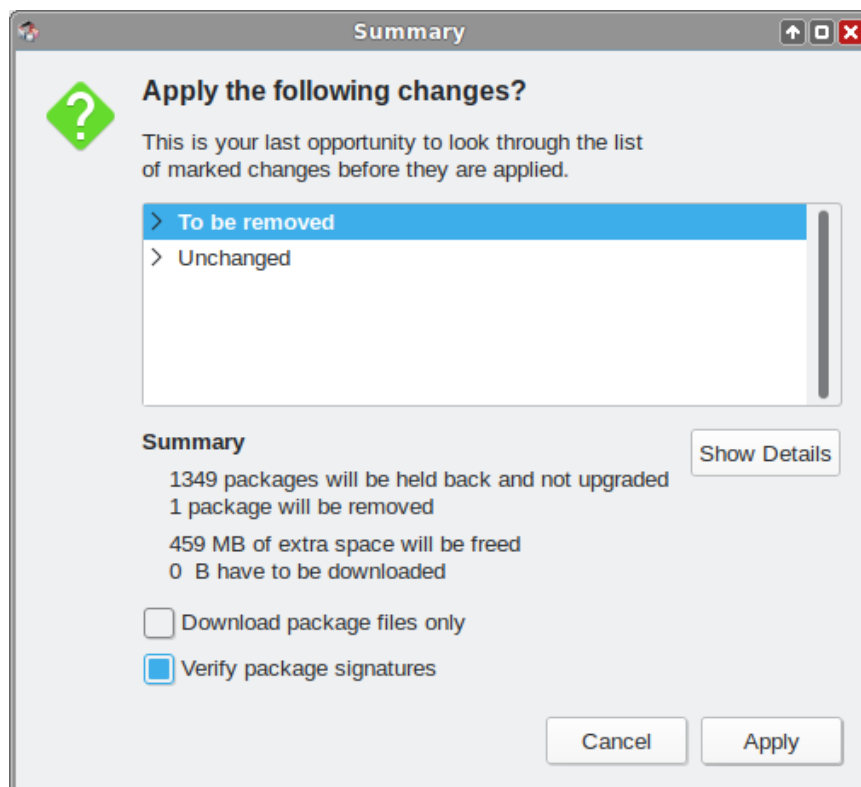 Summary
Apply the following changes?
This is your last opportunity to look through the list
of marked changes before they are applied.
To be removed
Unchanged
Summary
Show Details
1349 packages will be held back and not upgraded
1 package will be removed
459 MB of extra space will be freed
0  B have to be downloaded
Download package files only
Verify package signatures
Cancel
Apply